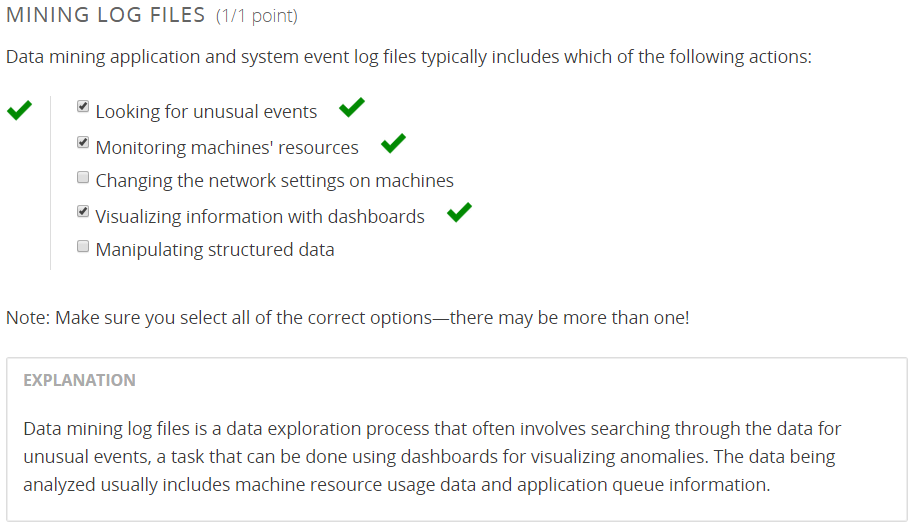 MINING LOG FILES (1/1 point)
Data mining application and system event log files typically includes which of the following actions:
Looking for unusual events
Monitoring machines' resources
Changing the network settings on machines
Visualizing information with dashboards
Manipulating structured data
Note: Make sure you select all of the correct options—there may be more than one!
EXPLANATION
Data mining log files is a data exploration process that often involves searching through the data for
unusual events, a task that can be done using dashboards for visualizing anomalies. The data being
analyzed usually includes machine resource usage data and application queue information.